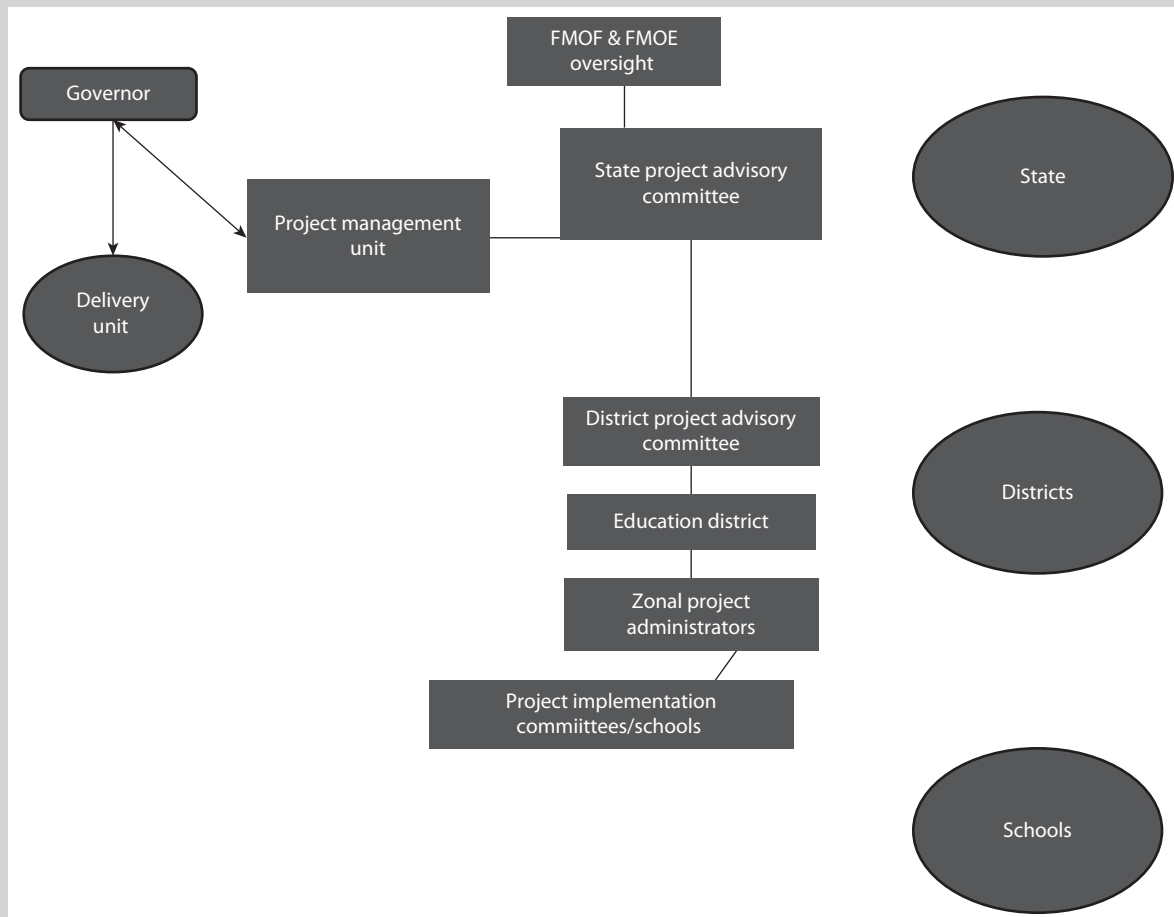 FMOF & FMOE
oversight
Governor
State project advisory
committee
State
Project management
unit
Delivery
unit
District project advisory
committee
Districts
Education district
Zonal project
administrators
Project implementation
commiittees/schools
Schools